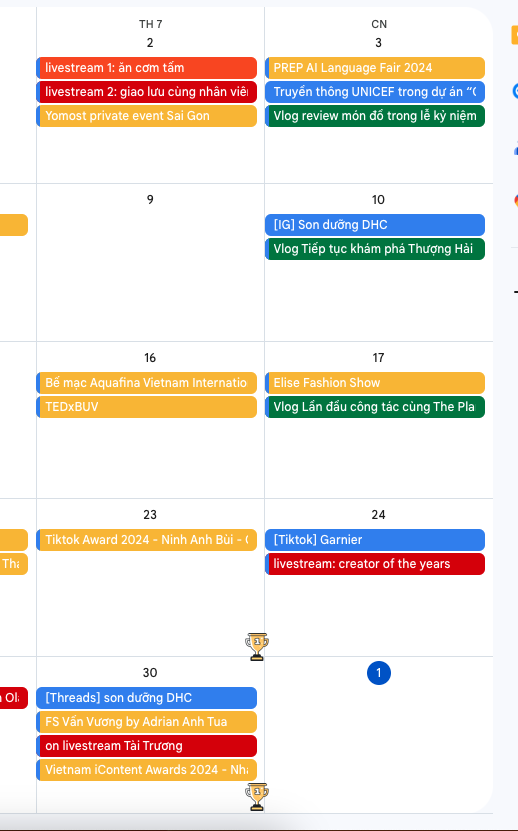 TH 7
CN
2
3
livestream 1: ăn cơm tấm
PREP AI Language Fair 2024
livestream 2: giao lưu cùng nhân viê
Truyền thông UNICEF trong dự án “
Yomost private event Sai Gon
Vlog review món đồ trong lễ kỷ niệm
9
10
[IG] Son dưỡng DHC
Vlog Tiếp tục khám phá Thượng Hải
16
17
Bế mạc Aquafina Vietnam Internatio
Elise Fashion Show
TEDxBUV
Vlog Lần đầu công tác cùng The Pla
23
24
Tiktok Award 2024 - Ninh Anh Bùi -
[Tiktok] Garnier
Tha
livestream: creator of the years
30
1
Ola
[Threads] son dưỡng DHC
FS Vấn Vương by Adrian Anh Tua
on livestream Tài Trương
Vietnam iContent Awards 2024 - Nhà